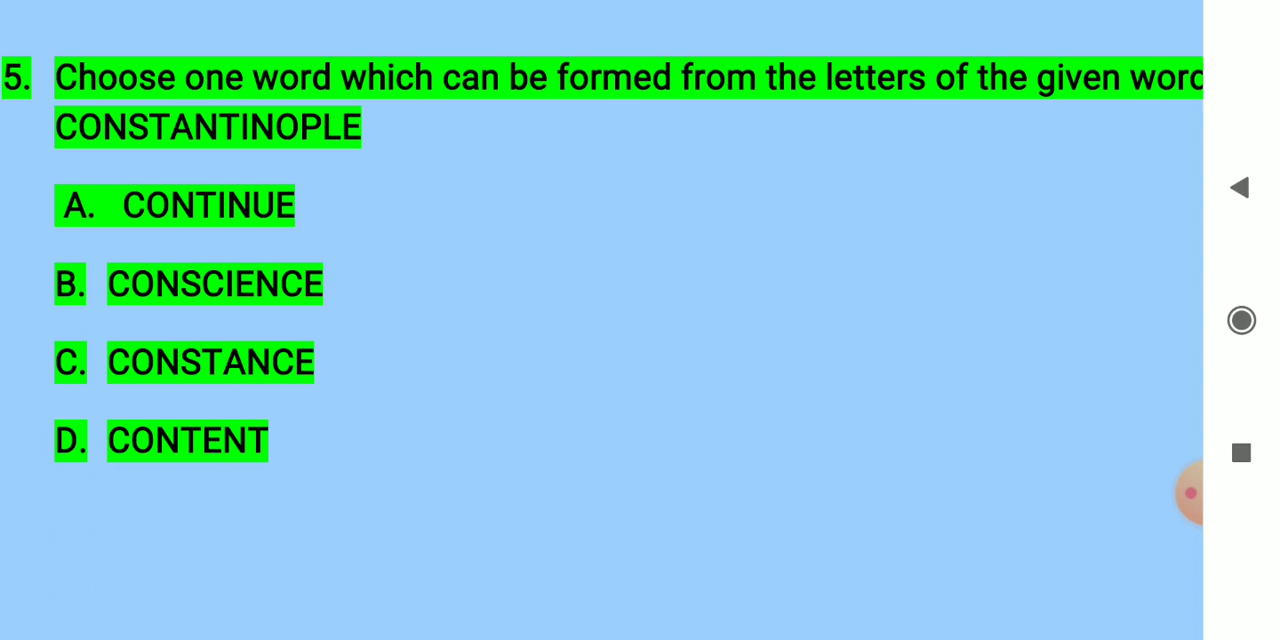 5. Choose one word which can be formed from the letters of the given
CONSTANTINOPLE
A. CONTINUE
B. CONSCIENCE
C. CONSTANCE
D. CONTENT